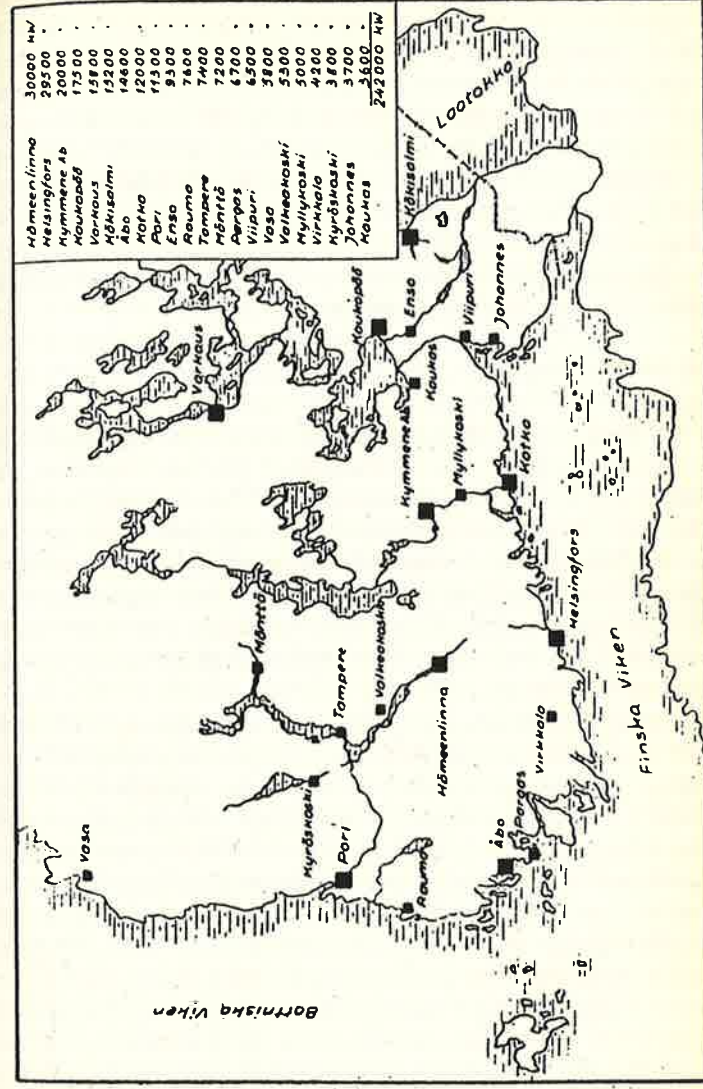 Hämeenlinna 30000 kW
Helsingfors 29500 "
Kymmene Ab 20000 "
Kaukopää 17500 "
Varkaus 15800 "
Käkisalmi 15200 "
Åbo 14600 "
Kotka 12000 "
Pori 11500 "
Enso 9300 "
Rauma 7600 "
Tampere 7400 "
Mänttä 7200 "
Pargas 6700 "
Viipuri 6500 "
Vasa 5800 "
Valkeakoski 5300 "
Myllykoski 5000 "
Virkkala 4200 "
Kyröskoski 3800 "
Johannes 3700 "
Kaukas 3600 "
242000 kW
Vasa
Varkaus
Mänttä
Laatokka
Kyröskoski
Tampere
Kaukopää
Käkisalmi
Pori
Valkeakoski
Kymmene Ab
Kaukas
Enso
Rauma
Hämeenlinna
Myllykoski
Viipuri
Johannes
Åbo
Pargas
Virkkala
Helsingfors
Kotka
Bottniska Viken
Finska Viken